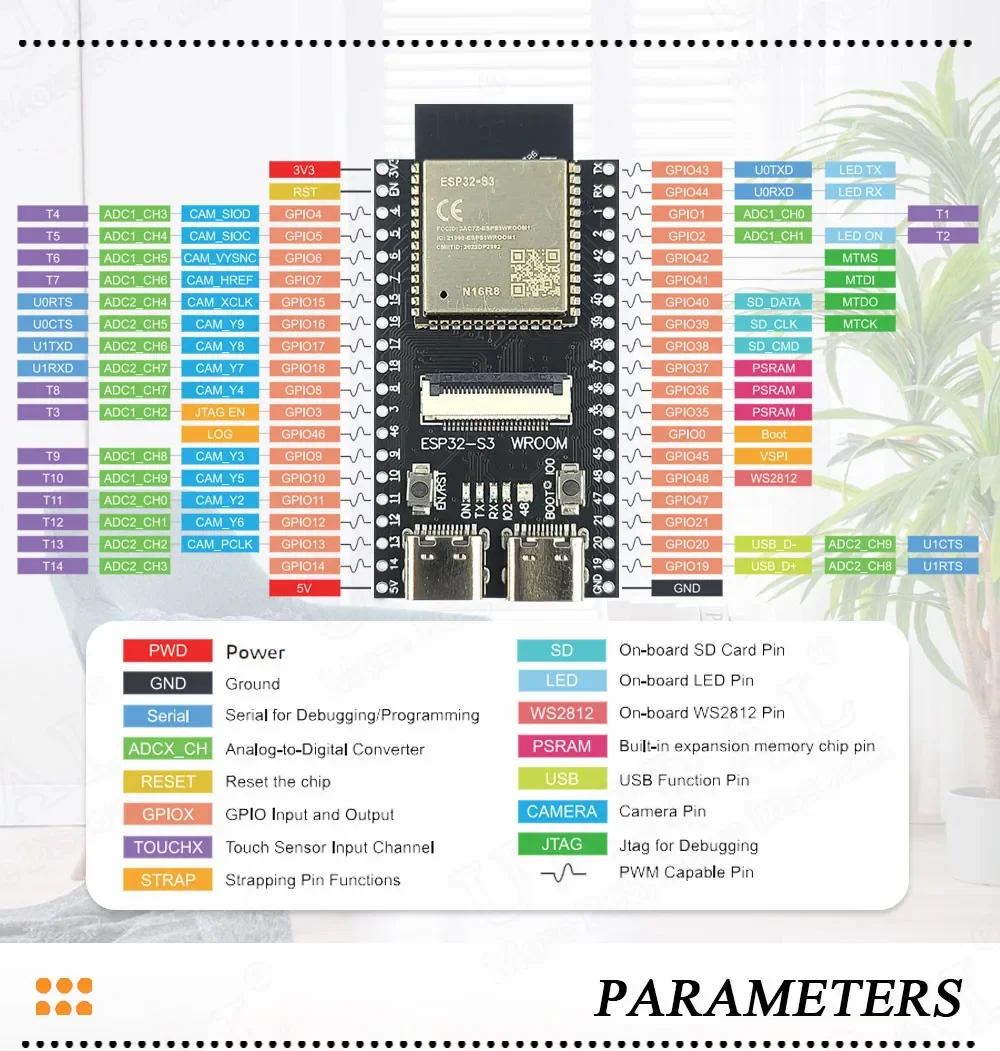 3V3 GPIO43 U0TXD LED TX
RST GPIO44 U0RXD LED RX
T4 ADC1_CH3 CAM_SIOD GPIO4 GPIO1 ADC1_CH0 T1
T5 ADC1_CH4 CAM_SIOC GPIO5 GPIO2 ADC1_CH1 LED ON T2
T6 ADC1_CH5 CAM_VYSNC GPIO6 GPIO42 MTMS
T7 ADC1_CH6 CAM_HREF GPIO7 GPIO41 MTDI
U0RTS ADC2_CH4 CAM_XCLK GPIO15 GPIO40 SD_DATA MTDO
U0CTS ADC2_CH5 CAM_Y9 GPIO16 GPIO39 SD_CLK MTCK
U1TXD ADC2_CH6 CAM_Y8 GPIO17 GPIO38 SD_CMD
U1RXD ADC2_CH7 CAM_Y7 GPIO18 GPIO37 PSRAM
T8 ADC1_CH7 CAM_Y4 GPIO8 GPIO36 PSRAM
T3 ADC1_CH2 JTAG EN GPIO3 GPIO35 PSRAM
LOG GPIO46 GPIO0 Boot
T9 ADC1_CH8 CAM_Y3 GPIO9 GPIO45 VSPI
T10 ADC1_CH9 CAM_Y5 GPIO10 GPIO48 WS2812
T11 ADC2_CH0 CAM_Y2 GPIO11 GPIO47
T12 ADC2_CH1 CAM_Y6 GPIO12 GPIO21
T13 ADC2_CH2 CAM_PCLK GPIO13 GPIO20 USB_D- ADC2_CH9 U1CTS
T14 ADC2_CH3 GPIO14 GPIO19 USB_D+ ADC2_CH8 U1RTS
5V GND
3V3 EN 4 5 6 7 15 16 17 18 8 3 46 9 10 11 12 13 14 5V
TX RX 1 2 42 41 40 39 38 37 36 35 0 45 48 47 21 20 19 GND
ESP32-S3
CE
N16R8
ESP32-S3 WROOM
EN/RST
ON
TX
RX
IO2
48
BOOT IO0
PWD Power
GND Ground
Serial Serial for Debugging/Programming
ADCX_CH Analog-to-Digital Converter
RESET Reset the chip
GPIOX GPIO Input and Output
TOUCHX Touch Sensor Input Channel
STRAP Strapping Pin Functions
SD On-board SD Card Pin
LED On-board LED Pin
WS2812 On-board WS2812 Pin
PSRAM Built-in expansion memory chip pin
USB USB Function Pin
CAMERA Camera Pin
JTAG Jtag for Debugging
PWM Capable Pin
PARAMETERS